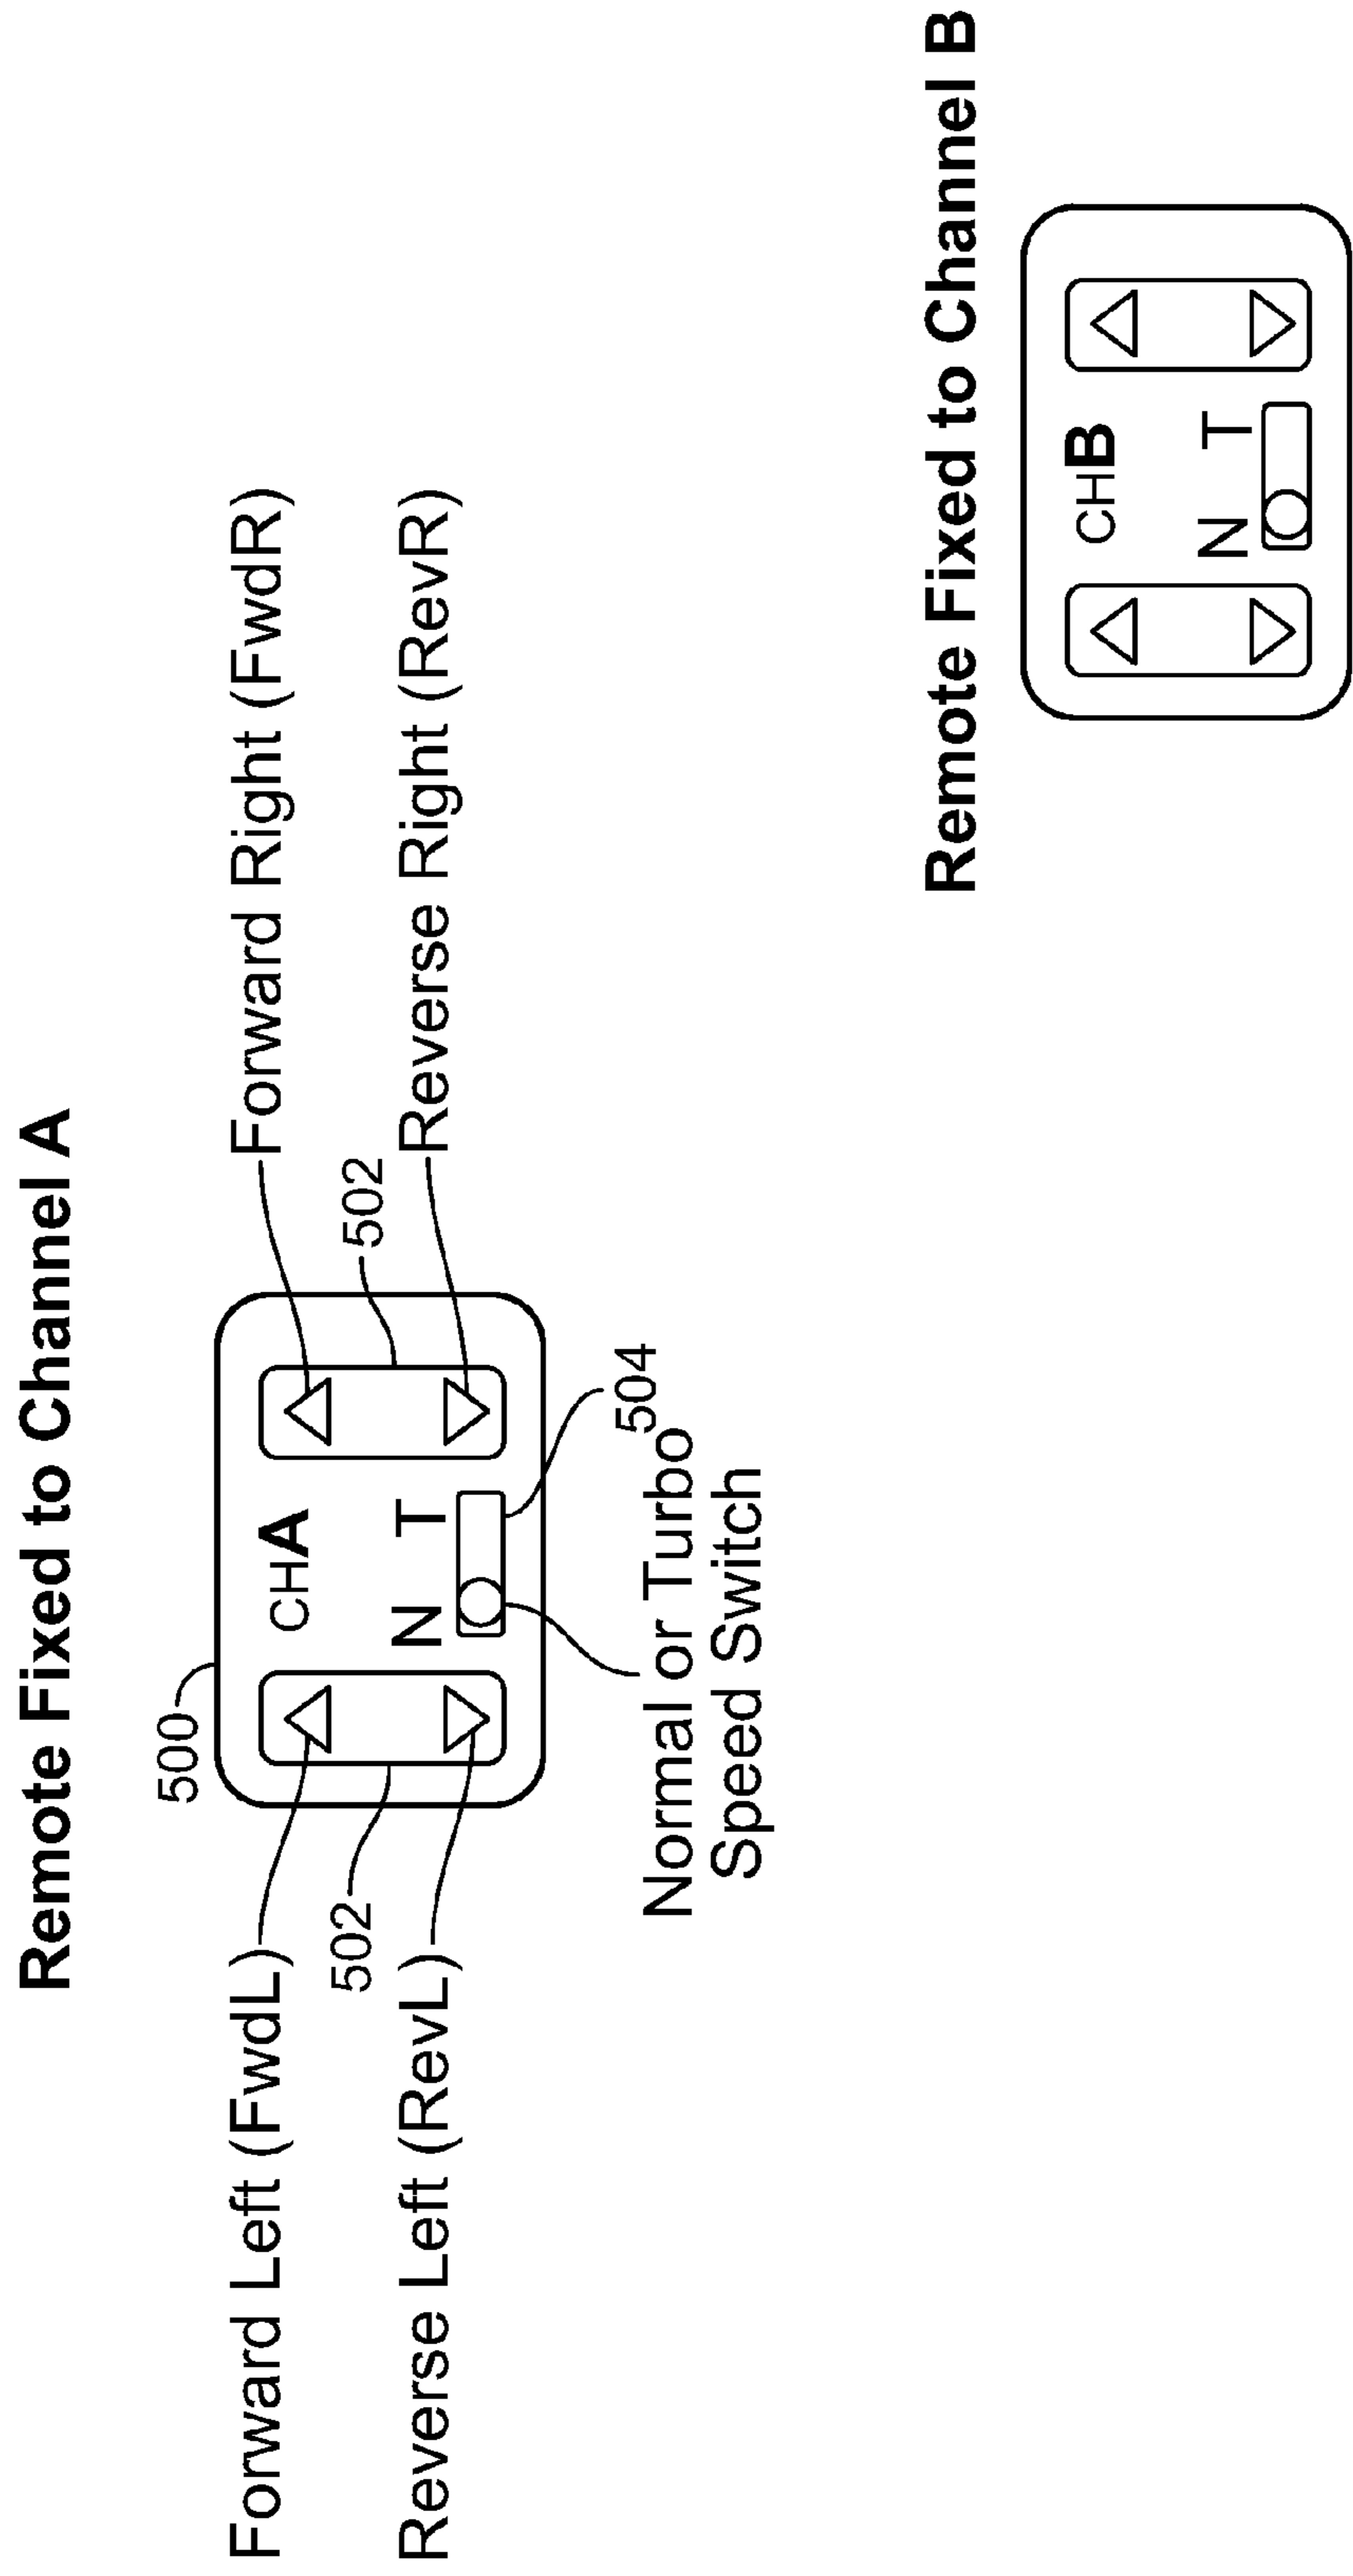 Remote Fixed to Channel A
500
Forward Left (FwdL)
Forward Right (FwdR)
CHA
502
502
Reverse Left (RevL)
Reverse Right (RevR)
N T
504
Normal or Turbo
Speed Switch
Remote Fixed to Channel B
CHB
N T